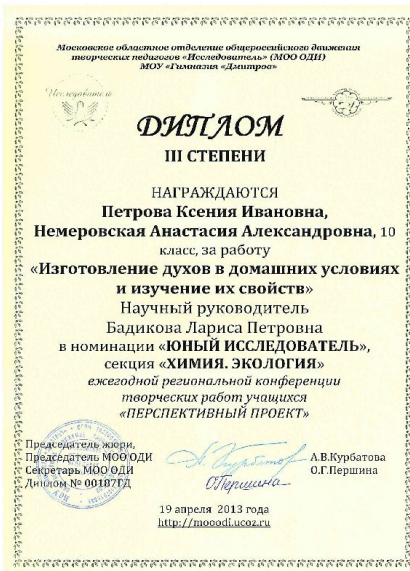 Московское областное отделение общероссийского движения
творческих педагогов «Исследователь» (МОО ОДИ)
МОУ «Гимназия «Дмитров»
Исследователь
ДИПЛОМ
III СТЕПЕНИ
НАГРАЖДАЮТСЯ
Петрова Ксения Ивановна,
Немеровская Анастасия Александровна, 10
класс, за работу
«Изготовление духов в домашних условиях
и изучение их свойств»
Научный руководитель
Бадикова Лариса Петровна
в номинации «ЮНЫЙ ИССЛЕДОВАТЕЛЬ»,
секция «ХИМИЯ. ЭКОЛОГИЯ»
ежегодной региональной конференции
творческих работ учащихся
«ПЕРСПЕКТИВНЫЙ ПРОЕКТ»
Председатель жюри,
Председатель МОО ОДИ А. Курбатов А.В.Курбатова
Секретарь МОО ОДИ О.Першина О.Г.Першина
Диплом № 00187ГД
19 апреля 2013 года
http://mooodi.ucoz.ru